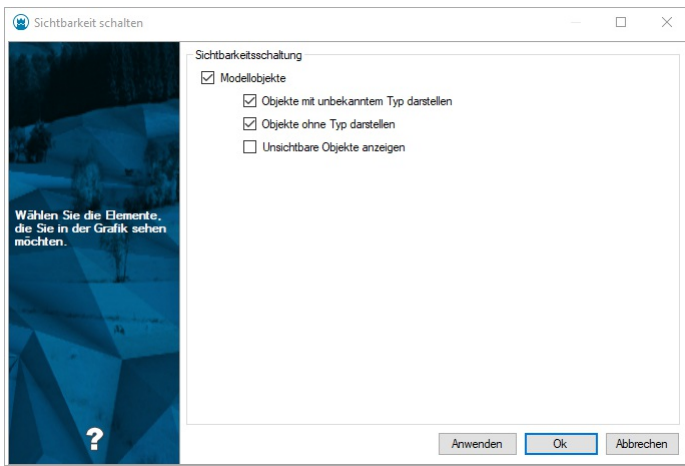 Sichtbarkeit schalten
Sichtbarkeitsschaltung
Modellobjekte
Objekte mit unbekanntem Typ darstellen
Objekte ohne Typ darstellen
Unsichtbare Objekte anzeigen
Wählen Sie die Elemente,
die Sie in der Grafik sehen
möchten.
?
Anwenden
Ok
Abbrechen